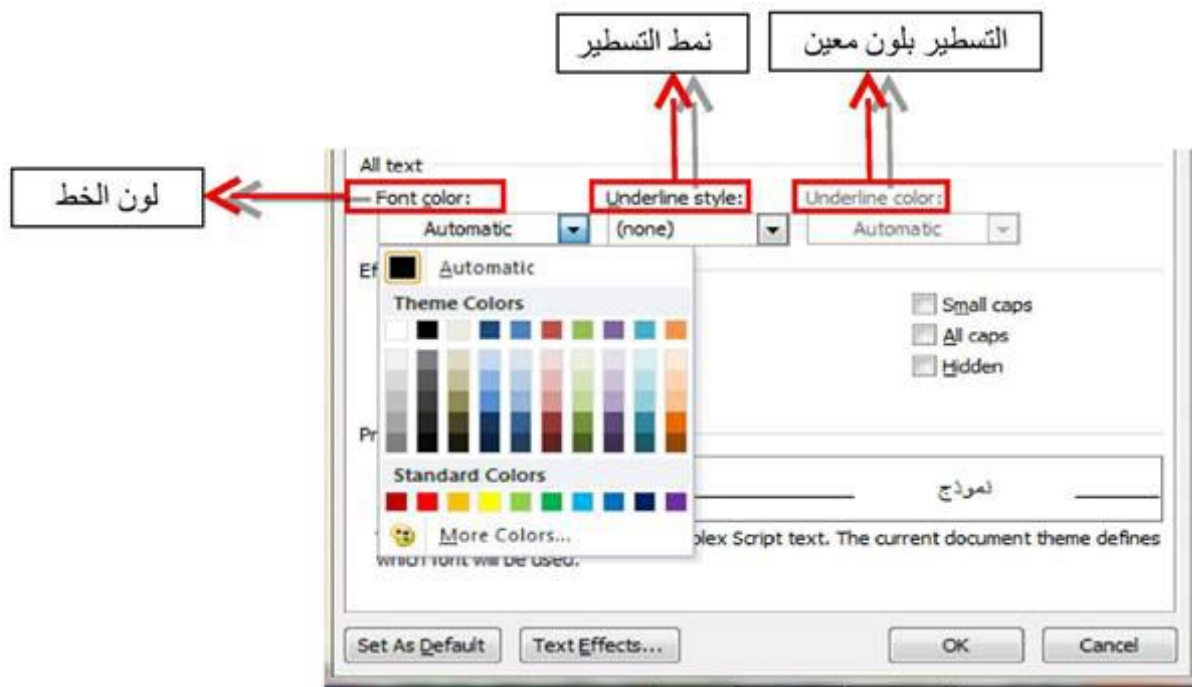 نمط التسطير
التسطير بلون معين
لون الخط
All text
Font color:
Underline style:
Underline color:
Automatic
(none)
Automatic
Ef
Automatic
Theme Colors
Small caps
All caps
Hidden
Pr
Standard Colors
نموذج
More Colors...
plex Script text. The current document theme defines
which font will be used.
Set As Default
Text Effects...
OK
Cancel